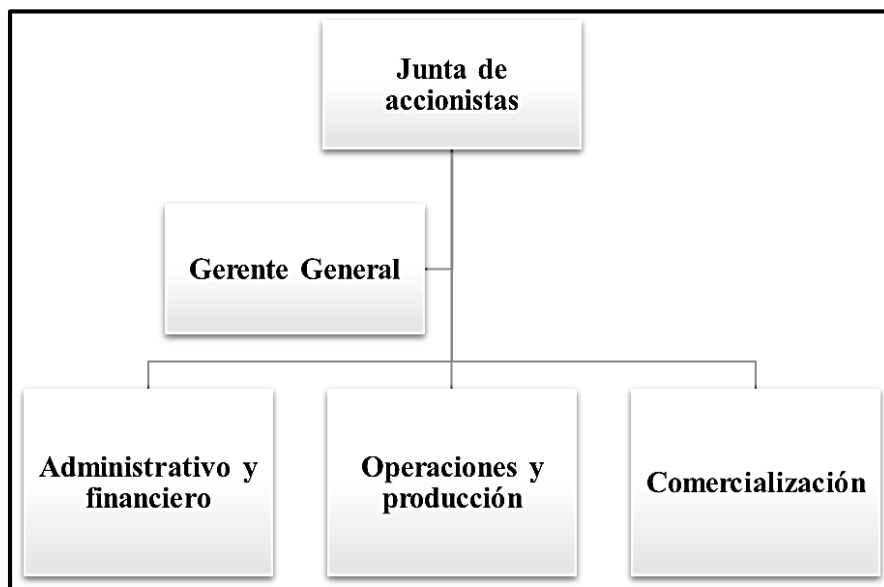 Junta de
accionistas
Gerente General
Administrativo y
financiero
Operaciones y
producción
Comercialización